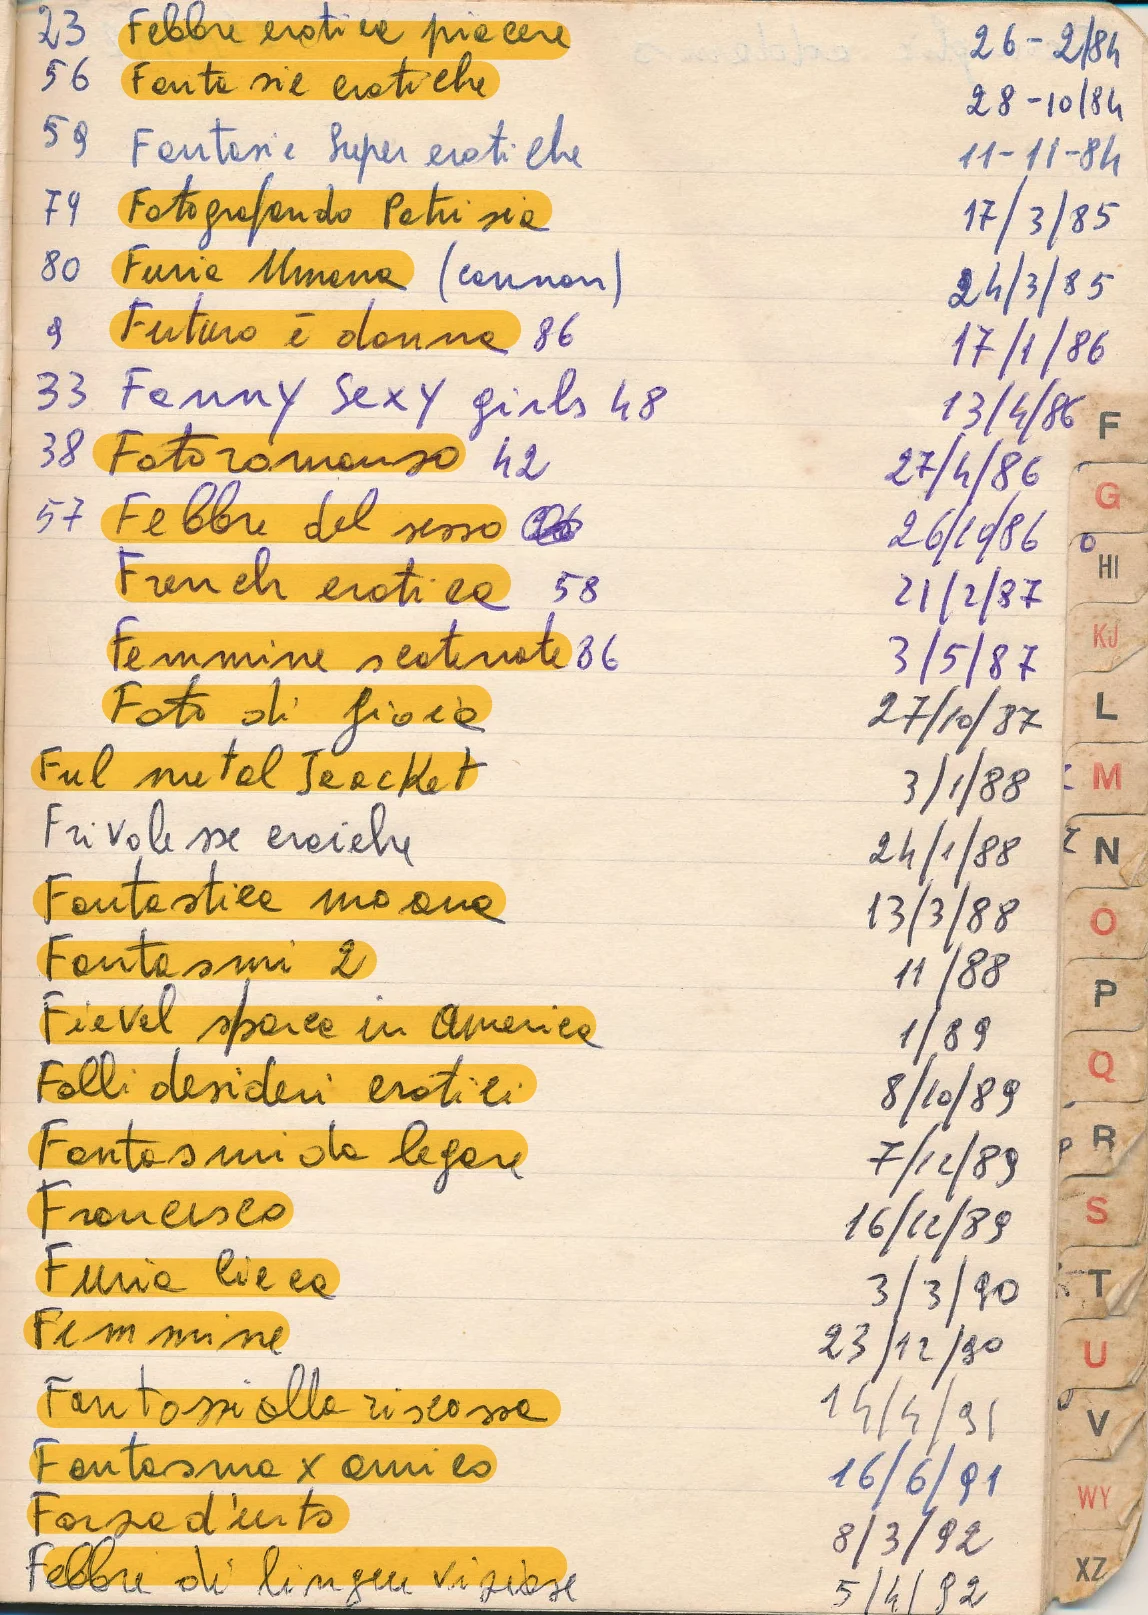 23 Febbre erotica piacere 26-2/84
56 Fantasie erotiche 28-10/84
59 Fantasie Super erotiche 11-11-84
79 Fotografando Patrizia 17/3/85
80 Furia Umana (cannon) 24/3/85
9 Futuro è donna 86 17/1/86
33 Fanny Sexy girls 48 13/4/86
38 Fotoromanzo 42 27/4/86
57 Febbre del sesso 26/10/86
French erotica 58 21/2/87
Femmine scatenate 86 3/5/87
Foto di gioia 27/10/87
Ful metal Jaacket 3/1/88
Frivolesse eroiche 24/1/88
Fantastica moana 13/3/88
Fantasmi 2 11/88
Fievel sbarca in America 1/89
Folli desideri erotici 8/10/89
Fantasmi da legare 7/12/89
Francesco 16/12/89
Furia cieca 3/3/90
Femmine 23/12/90
Fantozzi alla riscossa 14/4/91
Fantasma x amico 16/6/91
Forza d'urto 8/3/92
Febbre di lingue viziose 5/4/92
F
G
HI
KJ
L
M
N
O
P
Q
R
S
T
U
V
WY
XZ